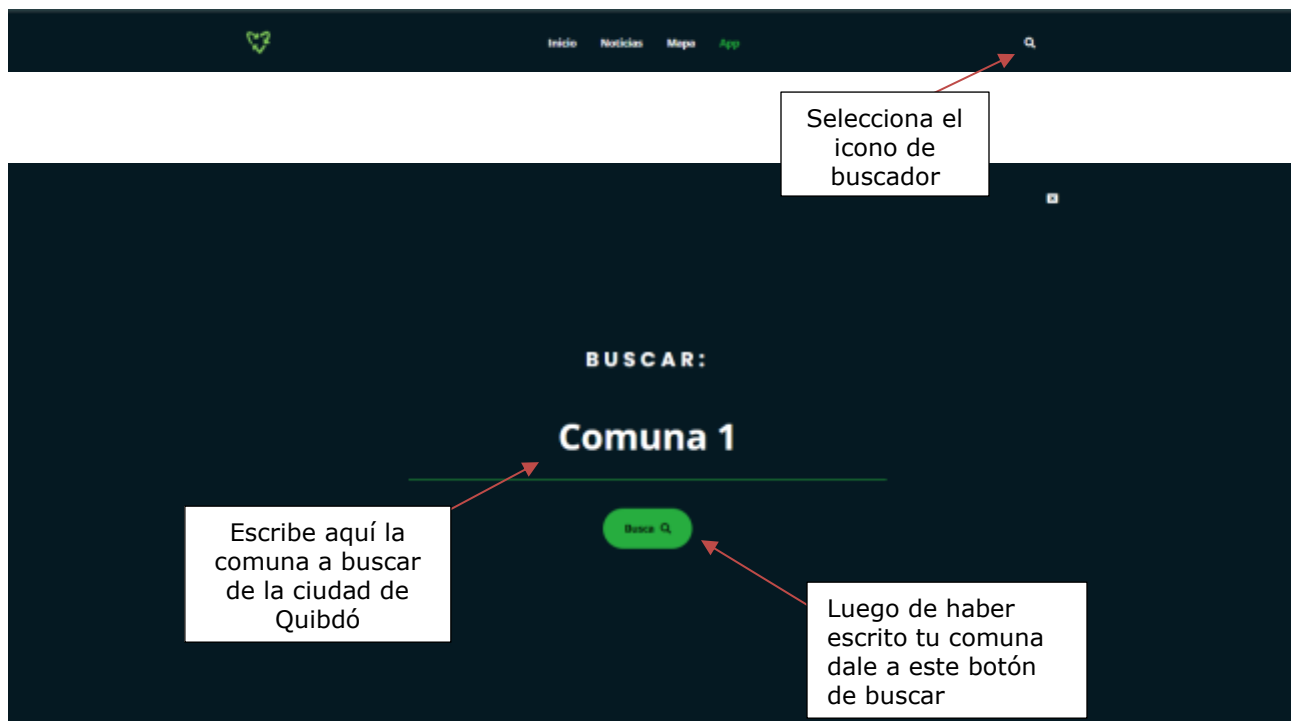 Inicio Noticias Mapa App
Selecciona el
icono de
buscador
BUSCAR:
Comuna 1
Escribe aquí la
comuna a buscar
de la ciudad de
Quibdó
Busca
Luego de haber
escrito tu comuna
dale a este botón
de buscar